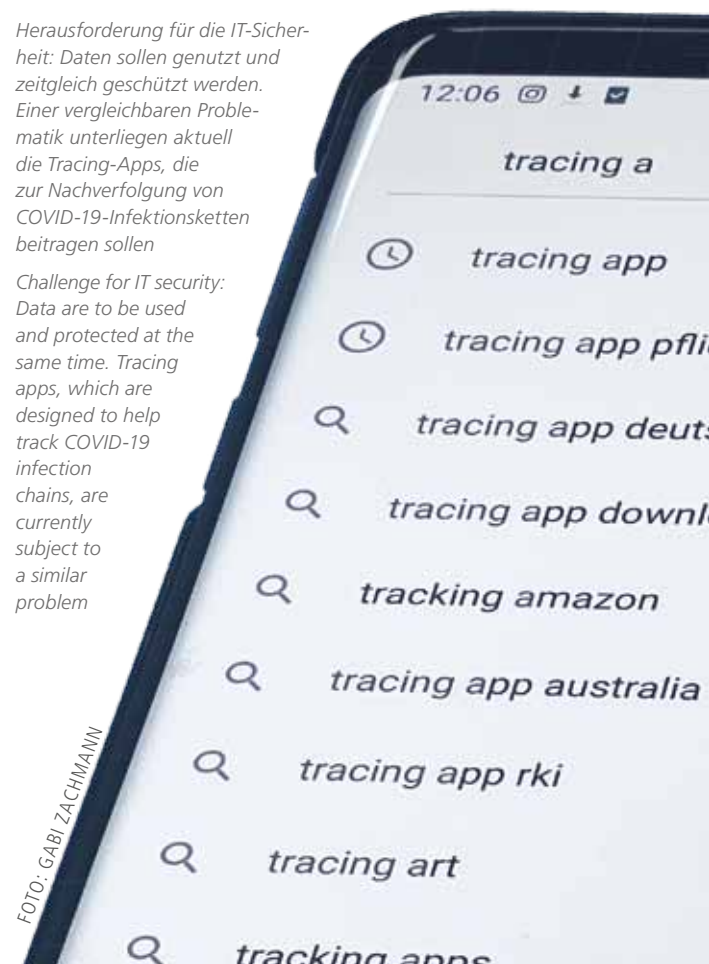 Herausforderung für die IT-Sicher-
heit: Daten sollen genutzt und
zeitgleich geschützt werden.
Einer vergleichbaren Proble-
matik unterliegen aktuell
die Tracing-Apps, die
zur Nachverfolgung von
COVID-19-Infektionsketten
beitragen sollen
Challenge for IT security:
Data are to be used
and protected at the
same time. Tracing
apps, which are
designed to help
track COVID-19
infection
chains, are
currently
subject to
a similar
problem
FOTO: GABI ZACHMANN
12:06
tracing a
tracing app
tracing app pfli
tracing app deuts
tracing app downl
tracking amazon
tracing app australia
tracing app rki
tracing art
tracking apps